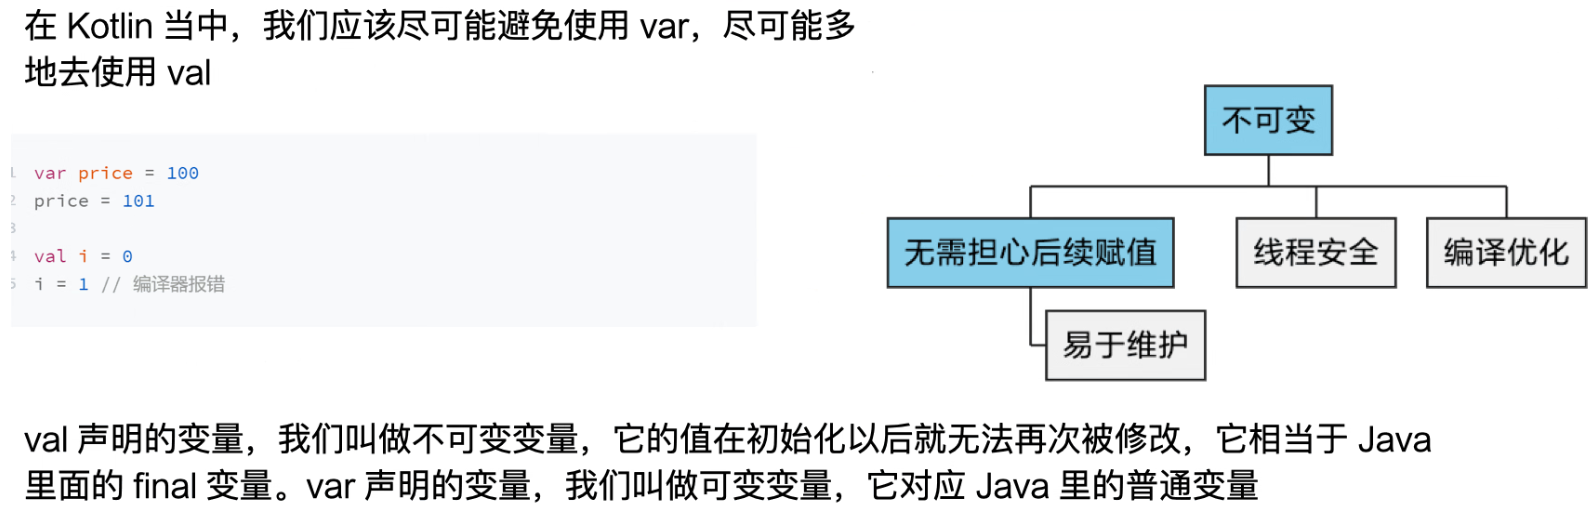 在 Kotlin 当中，我们应该尽可能避免使用 var，尽可能多
地去使用 val
1 var price = 100
2 price = 101
3
4 val i = 0
5 i = 1 // 编译器报错
不可变
无需担心后续赋值
线程安全
编译优化
易于维护
val 声明的变量，我们叫做不可变变量，它的值在初始化以后就无法再次被修改，它相当于 Java
里面的 final 变量。var 声明的变量，我们叫做可变变量，它对应 Java 里的普通变量